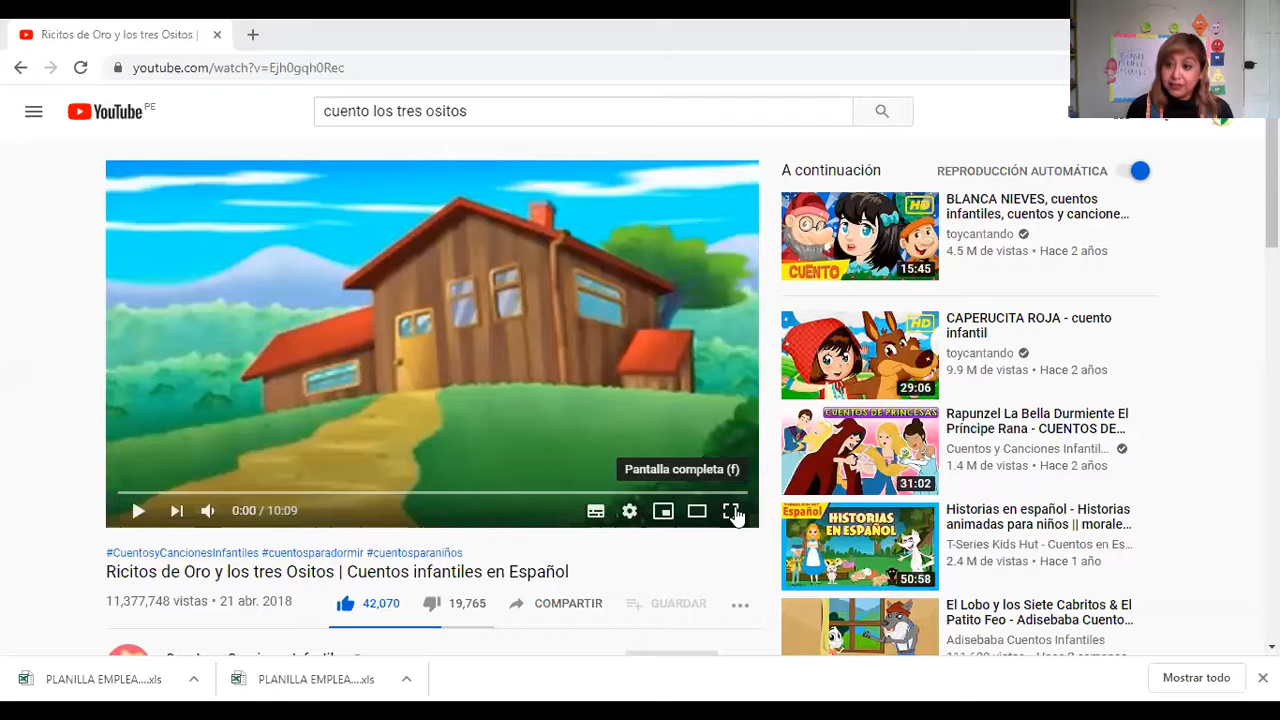 Ricitos de Oro y los tres Ositos |
youtube.com/watch?v=Ejh0gqh0Rec
YouTube PE
cuento los tres ositos
Pantalla completa (f)
0:00 / 10:09
#CuentosyCancionesInfantiles #cuentosparadormir #cuentosparaniños
Ricitos de Oro y los tres Ositos | Cuentos infantiles en Español
11,377,748 vistas • 21 abr. 2018
42,070
19,765
COMPARTIR
GUARDAR
A continuación
REPRODUCCIÓN AUTOMÁTICA
HD
CUENTO
15:45
BLANCA NIEVES, cuentos
infantiles, cuentos y cancione…
toycantando
4.5 M de vistas • Hace 2 años
HD
29:06
CAPERUCITA ROJA - cuento
infantil
toycantando
9.9 M de vistas • Hace 2 años
CUENTOS DE PRINCESAS
31:02
Rapunzel La Bella Durmiente El
Príncipe Rana - CUENTOS DE…
Cuentos y Canciones Infantil…
1.4 M de vistas • Hace 2 años
Español
HISTORIAS
EN ESPAÑOL
50:58
Historias en español - Historias
animadas para niños || morale…
T-Series Kids Hut - Cuentos en Es…
2.4 M de vistas • Hace 1 año
El Lobo y los Siete Cabritos & El
Patito Feo - Adisebaba Cuento…
Adisebaba Cuentos Infantiles
PLANILLA EMPLEA....xls
PLANILLA EMPLEA....xls
Mostrar todo